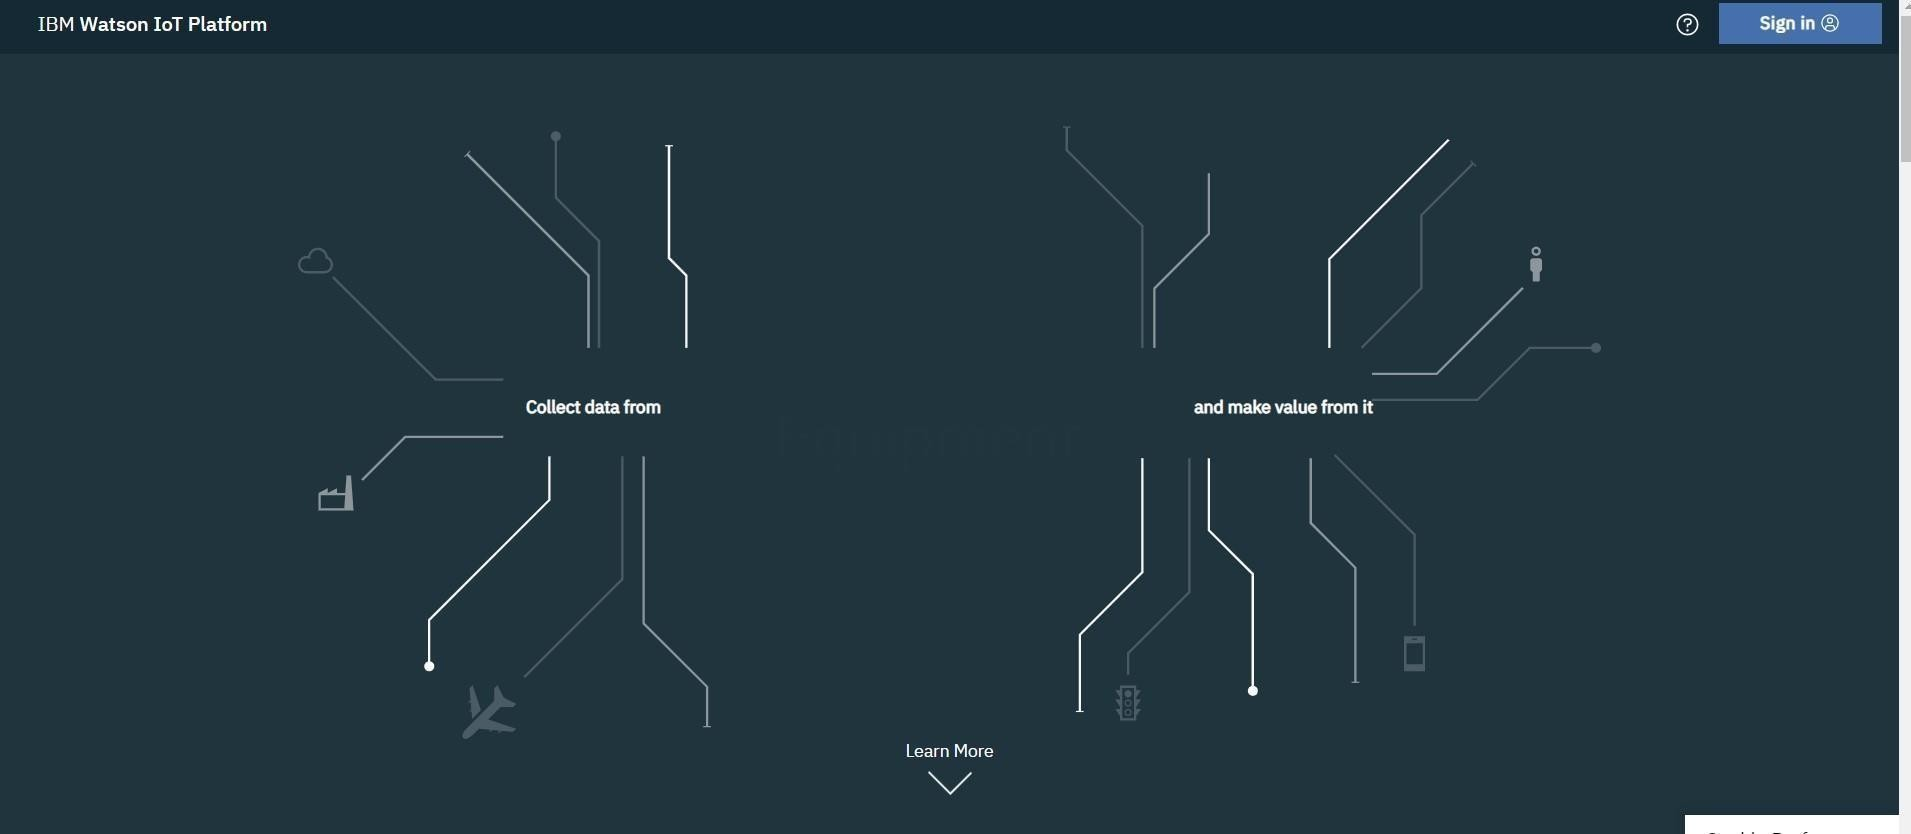 IBM Watson IoT Platform
Sign in
Collect data from
Equipment
and make value from it
Learn More